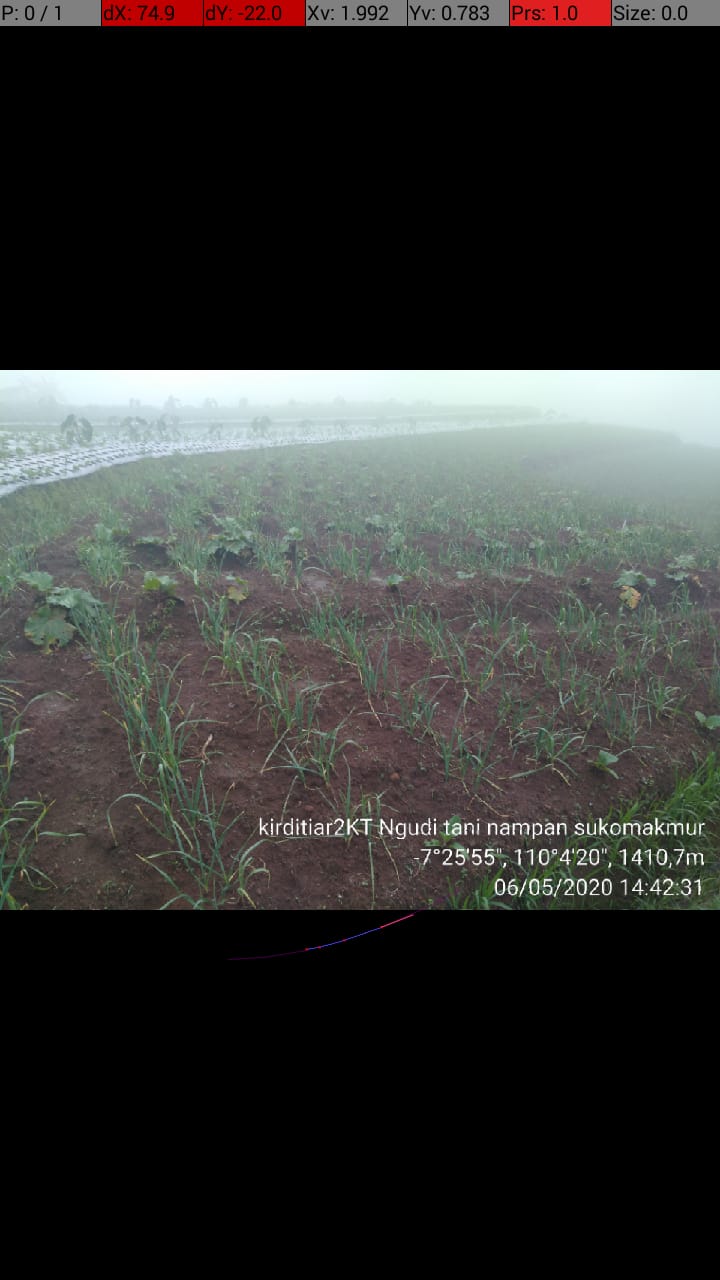 P: 0 / 1 dX: 74.9 dY: -22.0 Xv: 1.992 Yv: 0.783 Prs: 1.0 Size: 0.0
kirditiar2KT Ngudi tani nampan sukomakmur
-7°25'55", 110°4'20", 1410,7m
06/05/2020 14:42:31